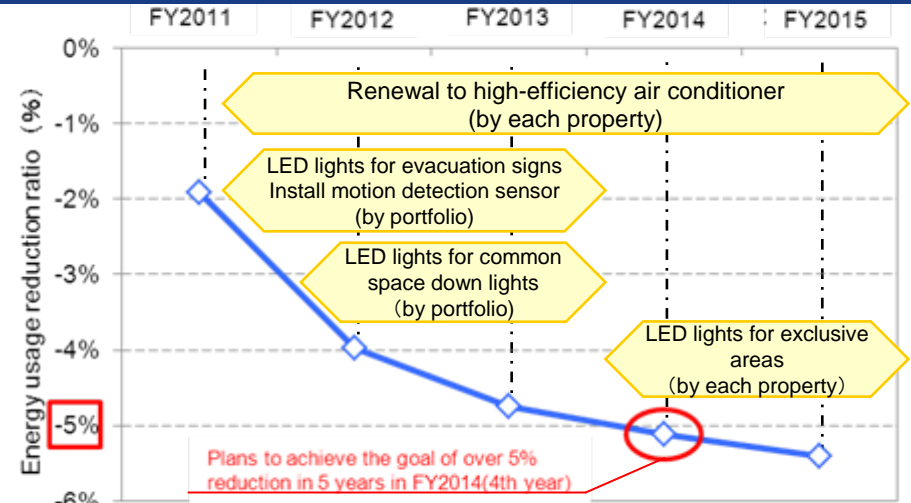 FY2011 FY2012 FY2013 FY2014 FY2015
0%
-1%
-2%
-3%
-4%
-5%
-6%
Energy usage reduction ratio (%)
Renewal to high-efficiency air conditioner
(by each property)
LED lights for evacuation signs
Install motion detection sensor
(by portfolio)
LED lights for common
space down lights
（by portfolio)
LED lights for exclusive
areas
（by each property）
Plans to achieve the goal of over 5%
reduction in 5 years in FY2014(4th year)